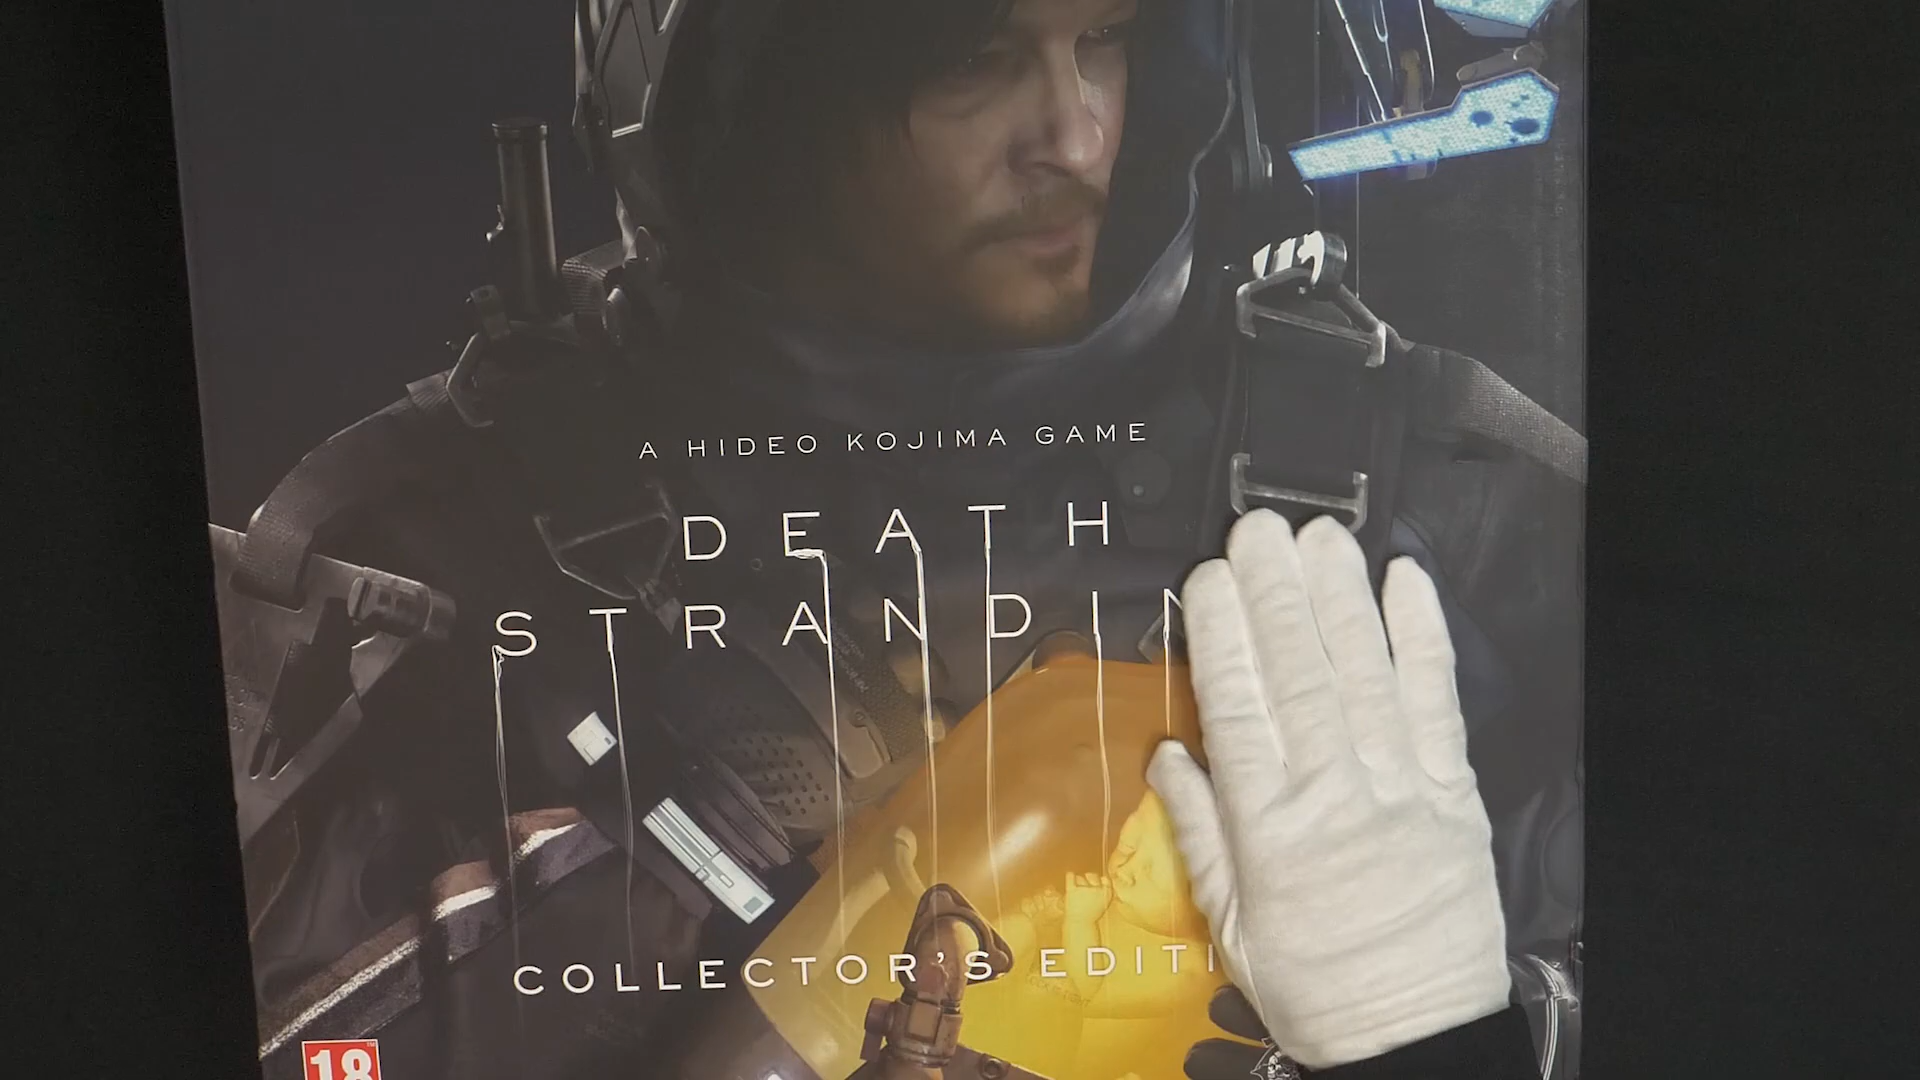 A HIDEO KOJIMA GAME
DEATH
STRANDIN
COLLECTOR'S EDITI
18